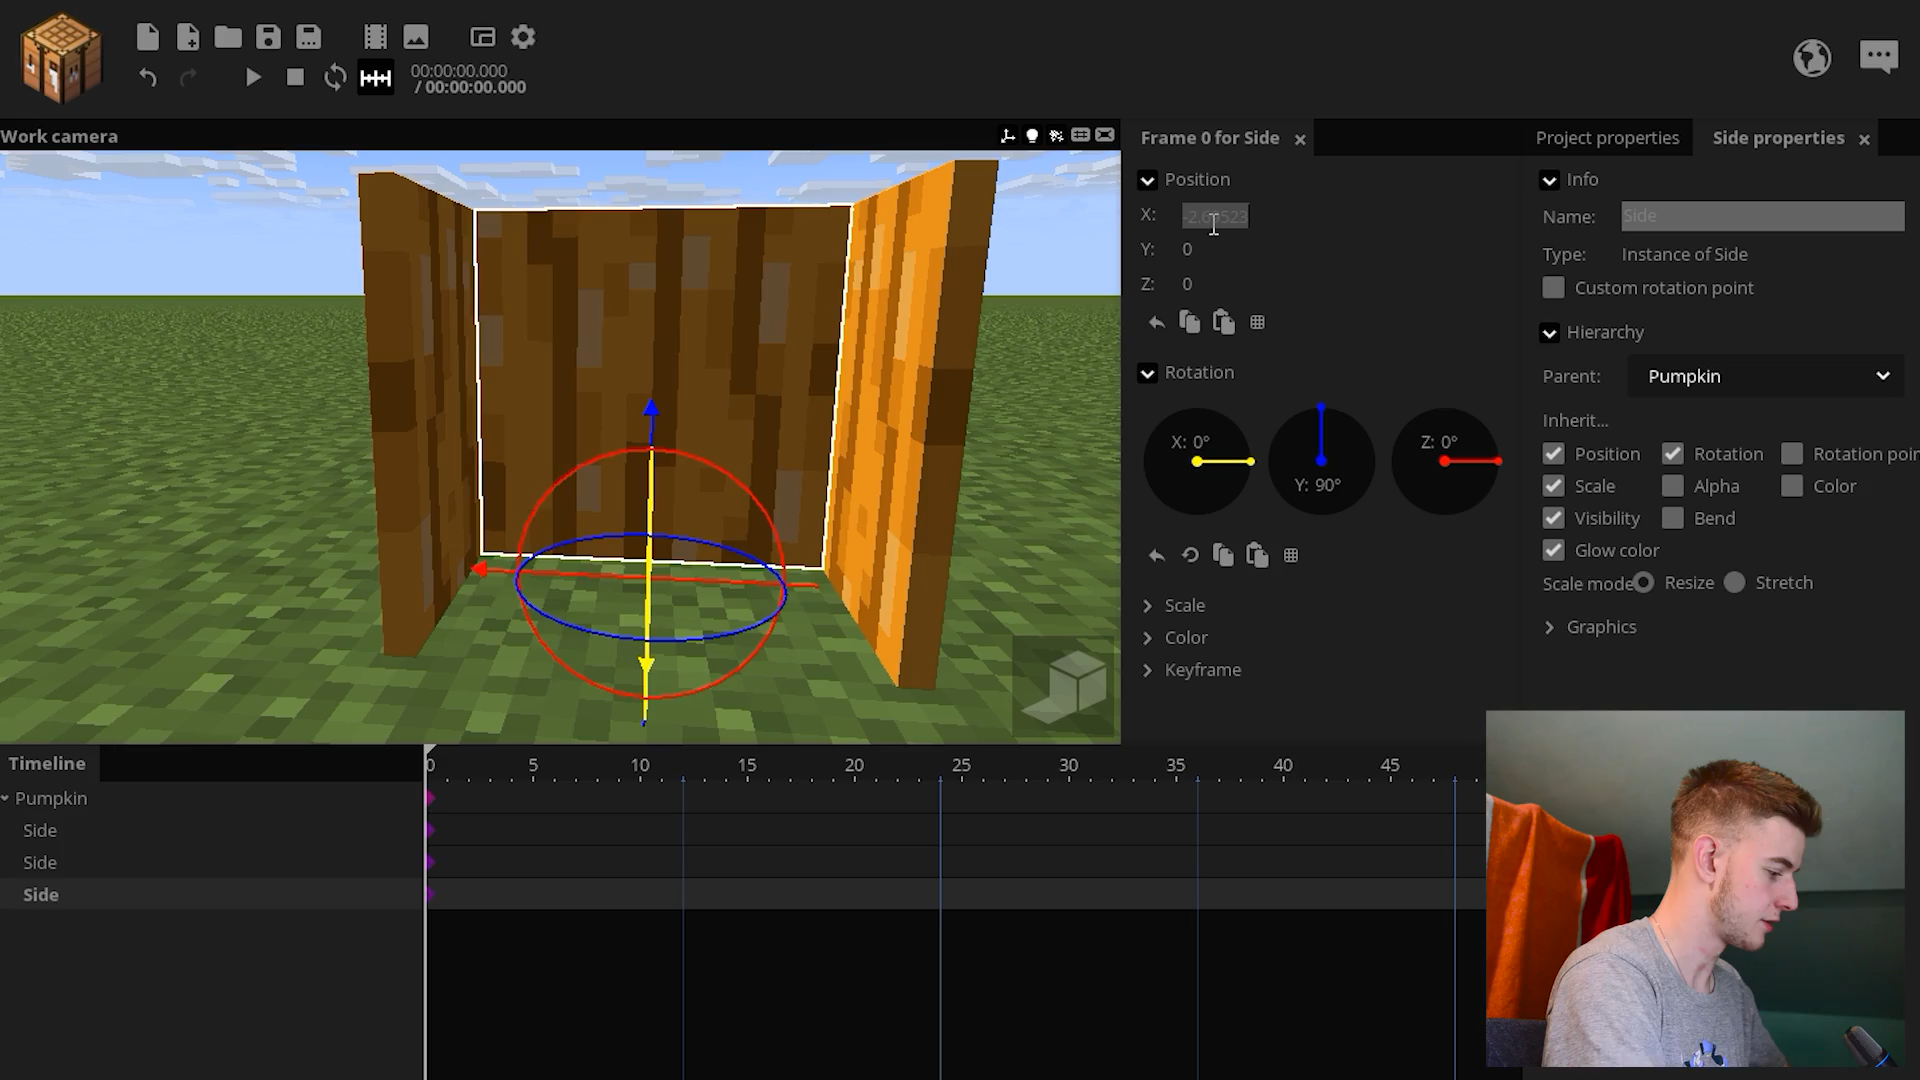 00:00:00.000
/ 00:00:00.000
Work camera
Frame 0 for Side
Position
X:
Y: 0
Z: 0
Rotation
X: 0°
Y: 90°
Z: 0°
Scale
Color
Keyframe
Project properties
Side properties
Info
Name: Side
Type: Instance of Side
Custom rotation point
Hierarchy
Parent: Pumpkin
Inherit...
Position Rotation Rotation poin
Scale Alpha Color
Visibility Bend
Glow color
Scale mode Resize Stretch
Graphics
Timeline
0 5 10 15 20 25 30 35 40 45
Pumpkin
Side
Side
Side